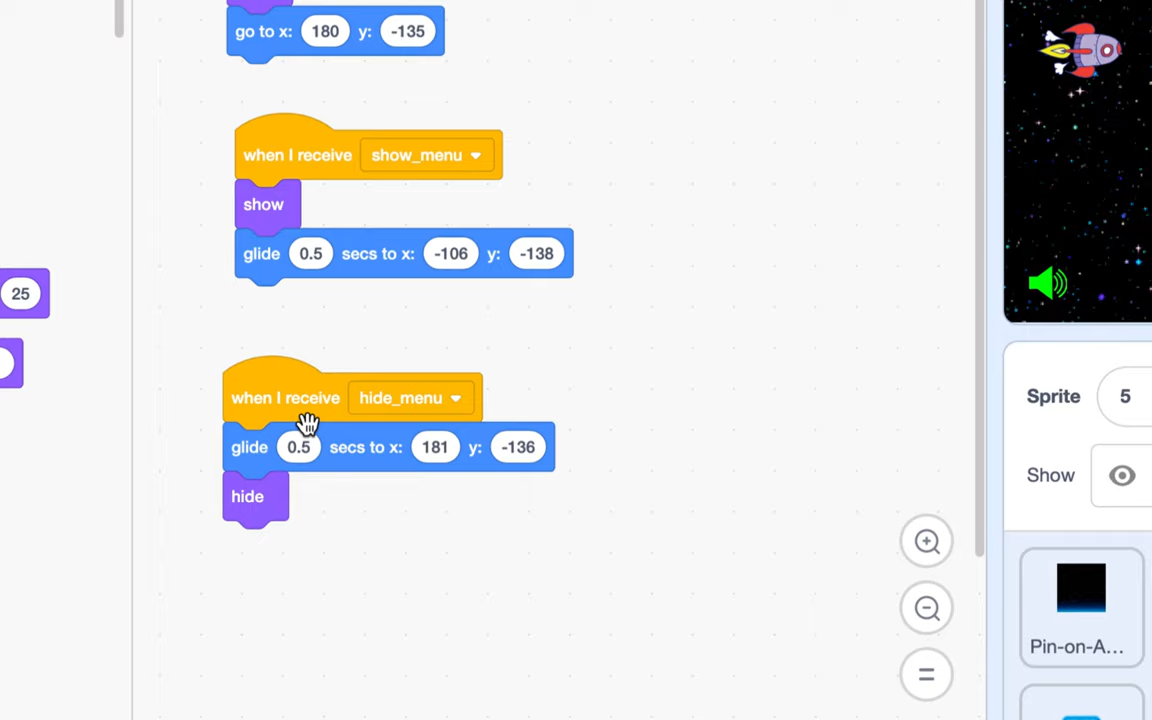 go to x: 180 y: -135
when I receive show_menu
show
glide 0.5 secs to x: -106 y: -138
25
when I receive hide_menu
glide 0.5 secs to x: 181 y: -136
hide
Sprite 5
Show
Pin-on-A...